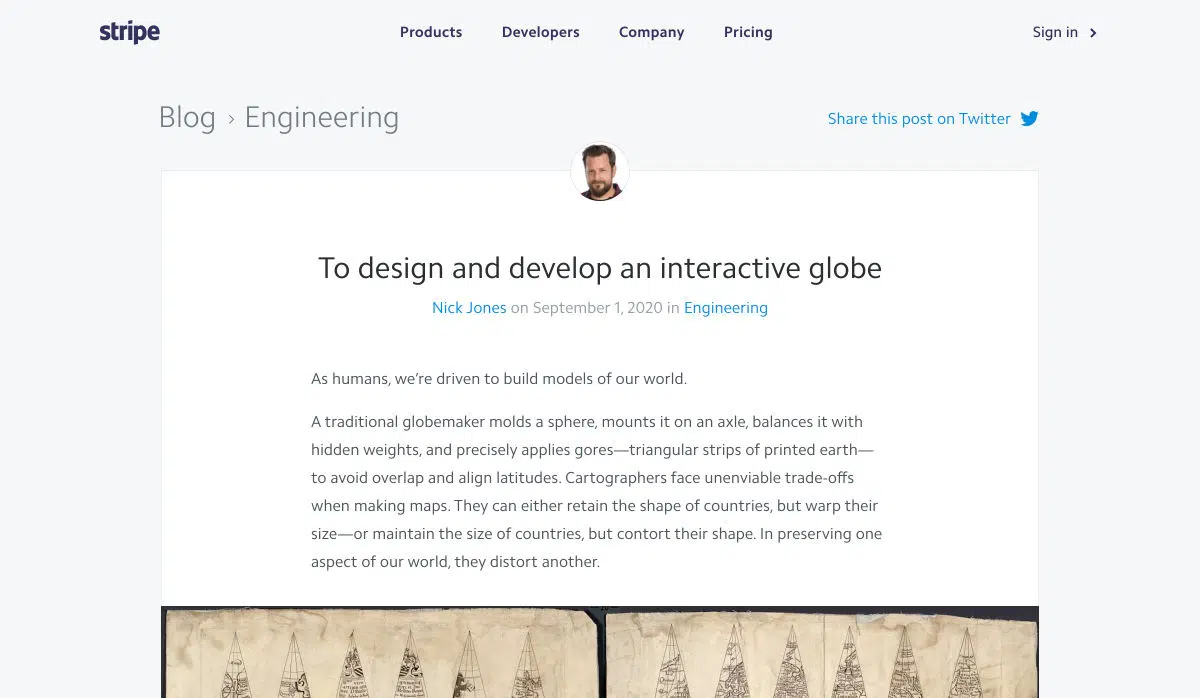 stripe
Products Developers Company Pricing
Sign in
Blog › Engineering
Share this post on Twitter
To design and develop an interactive globe
Nick Jones on September 1, 2020 in Engineering
As humans, we’re driven to build models of our world.
A traditional globemaker molds a sphere, mounts it on an axle, balances it with
hidden weights, and precisely applies gores—triangular strips of printed earth—
to avoid overlap and align latitudes. Cartographers face unenviable trade-offs
when making maps. They can either retain the shape of countries, but warp their
size—or maintain the size of countries, but contort their shape. In preserving one
aspect of our world, they distort another.